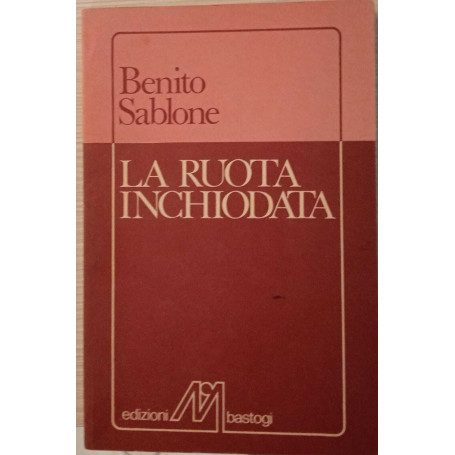 Benito
Sablone
LA RUOTA
INCHIODATA
edizioni bastogi